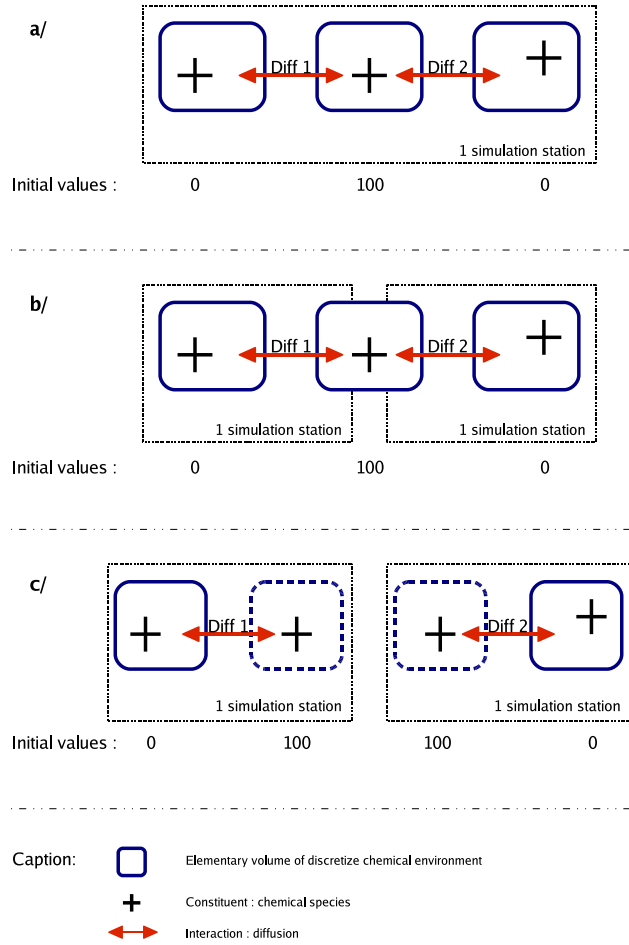 a/
Diff 1 Diff 2
1 simulation station
Initial values : 0 100 0
b/
Diff 1 Diff 2
1 simulation station 1 simulation station
Initial values : 0 100 0
c/
Diff 1 Diff 2
1 simulation station 1 simulation station
Initial values : 0 100 100 0
Caption: Elementary volume of discretize chemical environment
Constituent : chemical species
Interaction : diffusion